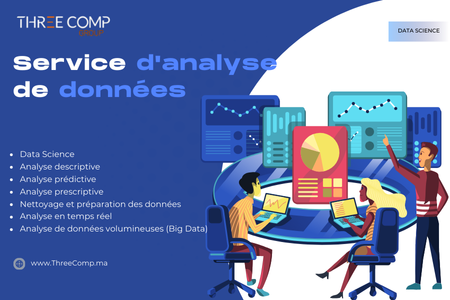 THREE COMP
GROUP
DATA SCIENCE
Service d'analyse
de données
Data Science
Analyse descriptive
Analyse prédictive
Analyse prescriptive
Nettoyage et préparation des données
Analyse en temps réel
Analyse de données volumineuses (Big Data)
www.ThreeComp.ma